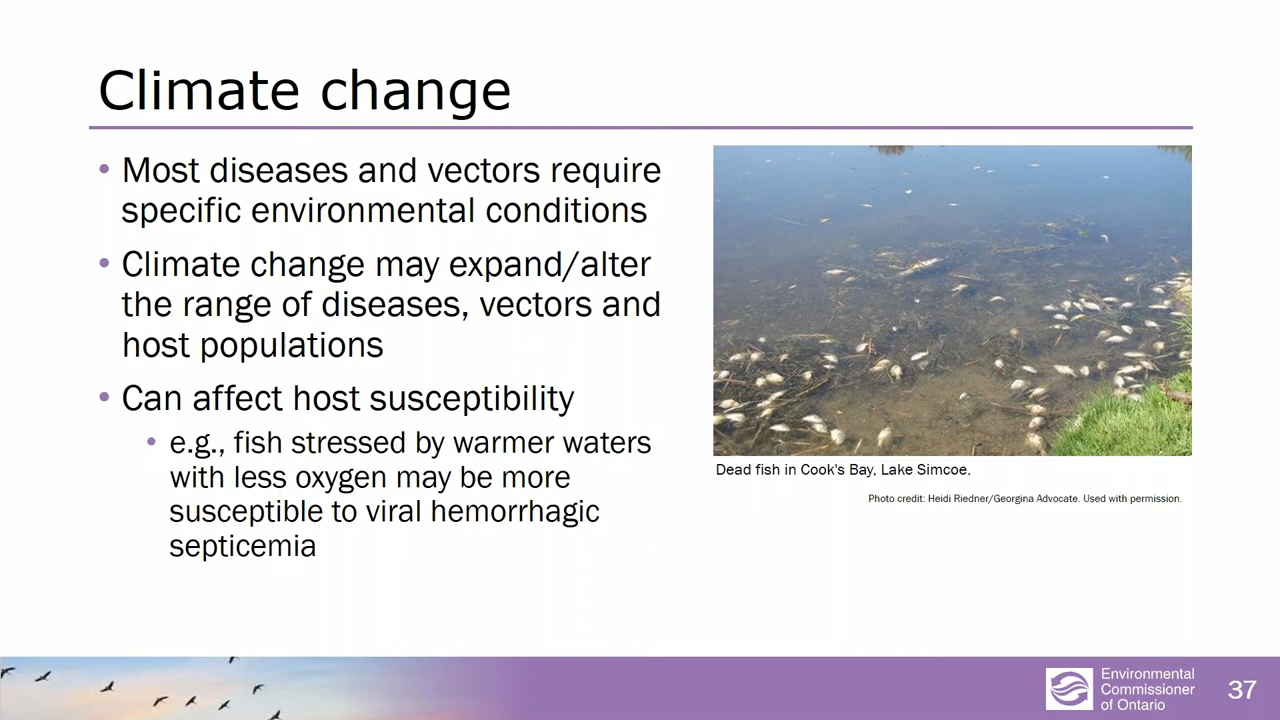 Climate change
• Most diseases and vectors require
specific environmental conditions
• Climate change may expand/alter
the range of diseases, vectors and
host populations
• Can affect host susceptibility
• e.g., fish stressed by warmer waters
with less oxygen may be more
susceptible to viral hemorrhagic
septicemia
Dead fish in Cook's Bay, Lake Simcoe.
Photo credit: Heidi Riedner/Georgina Advocate. Used with permission.
Environmental
Commissioner
of Ontario
37